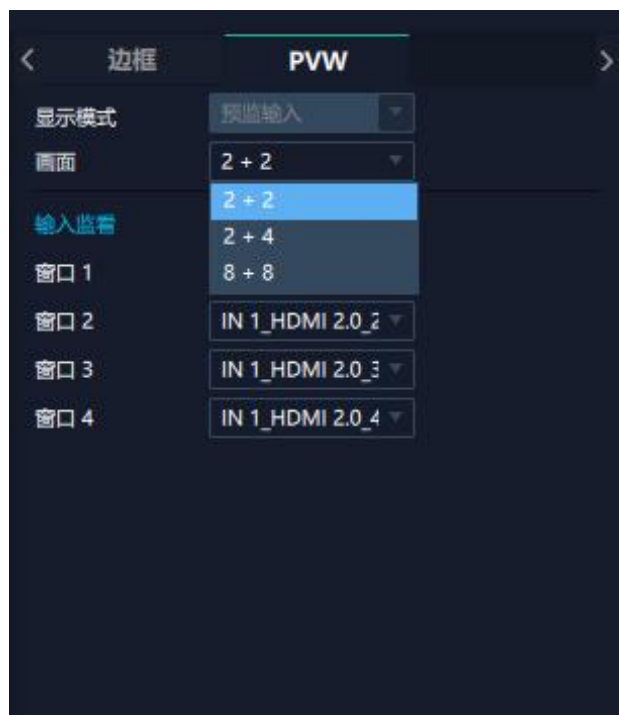 边框 PVW
显示模式 预监输入
画面 2 + 2
2 + 2
输入监看
2 + 4
窗口 1 8 + 8
窗口 2 IN 1_HDMI 2.0_2
窗口 3 IN 1_HDMI 2.0_3
窗口 4 IN 1_HDMI 2.0_4